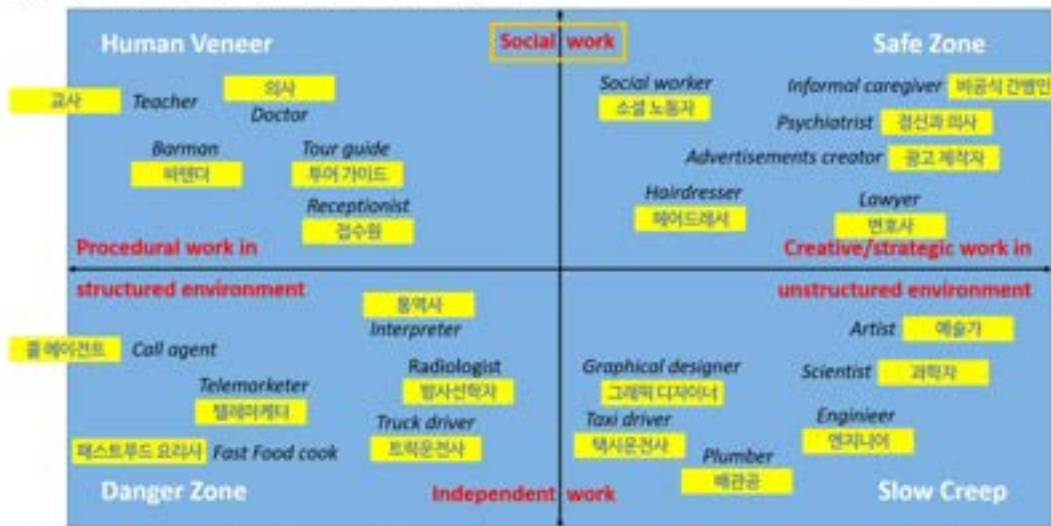 Human Veneer
Social work
Safe Zone
교사 Teacher
의사
Doctor
Social worker
소셜 노동자
Informal caregiver 비공식 간병인
Psychiatrist 정신과 의사
Barman
바텐더
Tour guide
투어 가이드
Advertisements creator 광고 제작자
Receptionist
접수원
Hairdresser
헤어드레서
Lawyer
변호사
Procedural work in
Creative/strategic work in
structured environment
unstructured environment
통역사
Interpreter
Artist 예술가
콜 에이전트 Call agent
Radiologist
방사선학자
Graphical designer
그래픽 디자이너
Scientist 과학자
Telemarketer
텔레마케터
Truck driver
트럭운전사
Taxi driver
택시운전사
Enginieer
엔지니어
패스트푸드 요리사 Fast Food cook
Plumber
배관공
Danger Zone
Independent work
Slow Creep